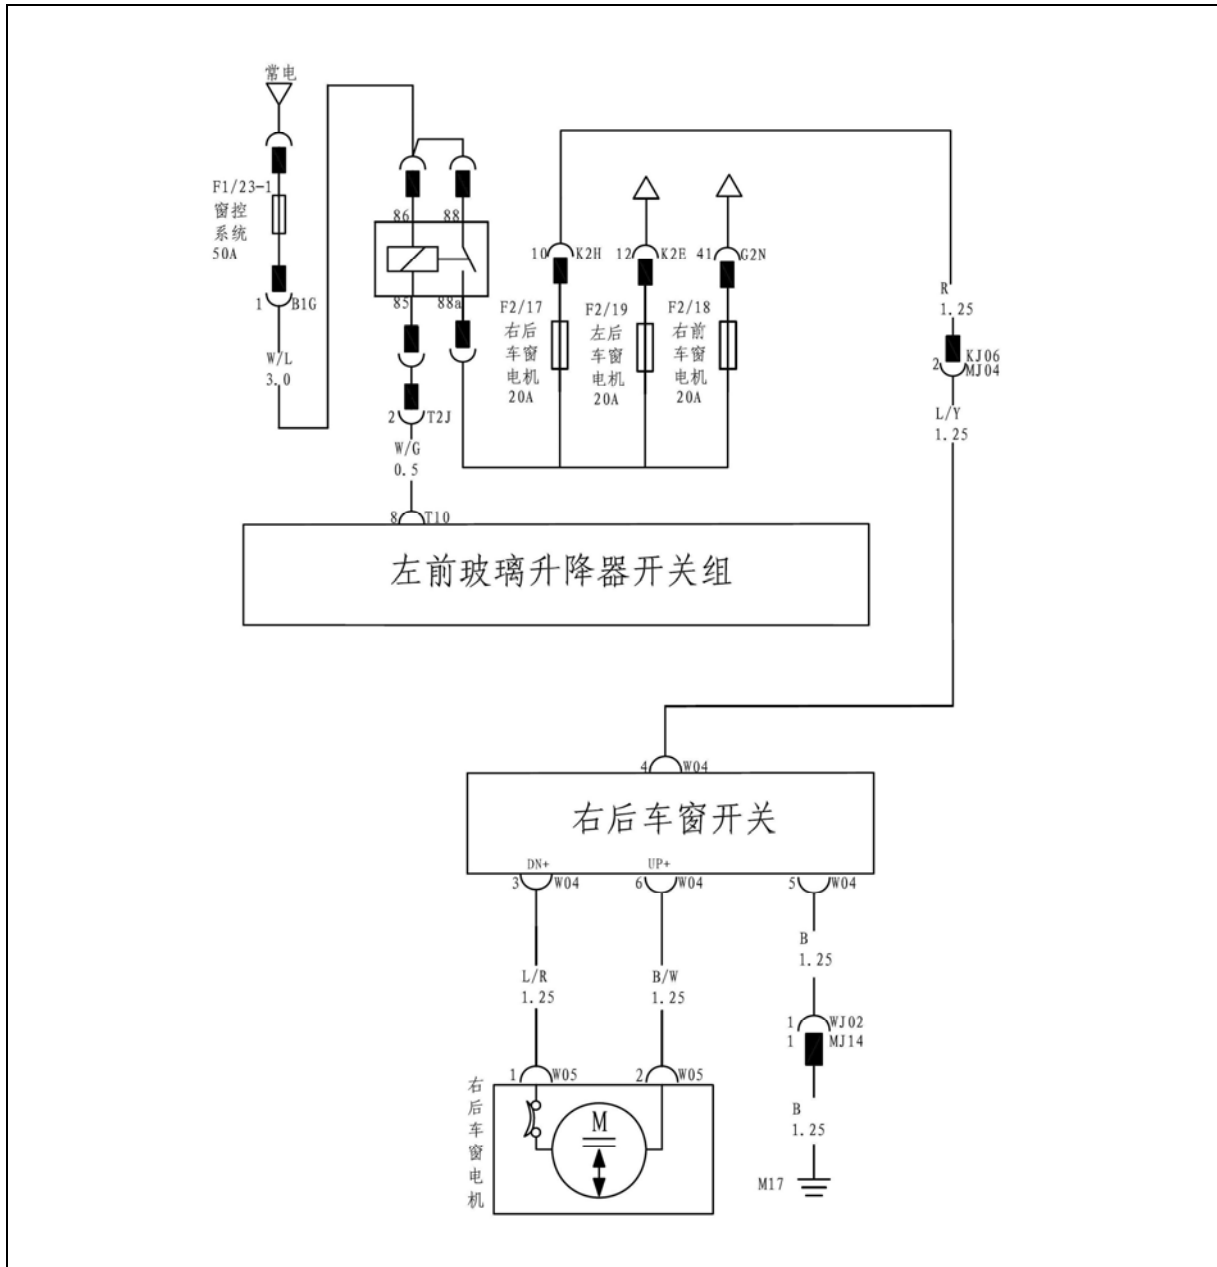 常电
F1/23-1
窗控
系统
50A
1 B1G
W/L
3.0
86 88
85 88a
2 T2J
W/G
0.5
8 T10
10 K2H
12 K2E
41 G2N
F2/17
右后
车窗
电机
20A
F2/19
左后
车窗
电机
20A
F2/18
右前
车窗
电机
20A
R
1.25
KJ06
2 MJ04
L/Y
1.25
左前玻璃升降器开关组
4 W04
右后车窗开关
DN+ UP+
3 W04 6 W04 5 W04
L/R
1.25
B/W
1.25
B
1.25
1 WJ02
1 MJ14
B
1.25
M17
1 W05 2 W05
右后车窗电机
M